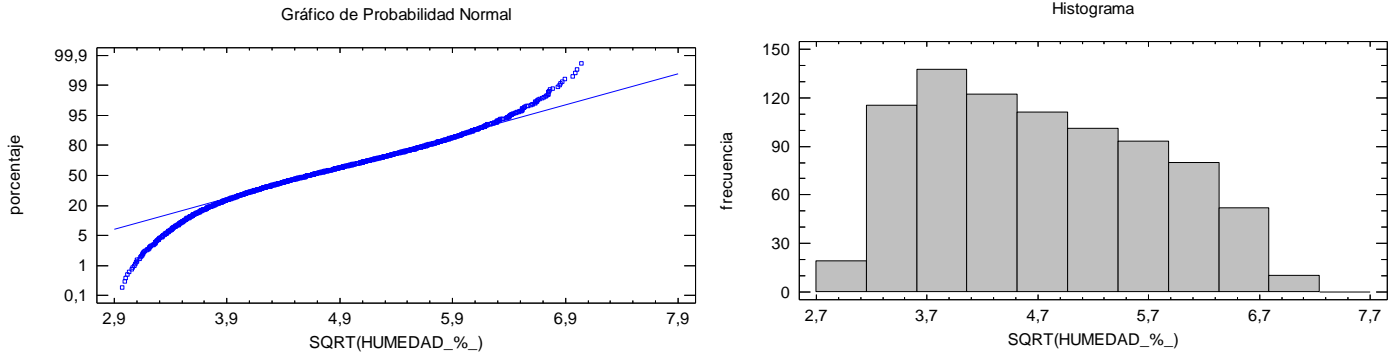 Gráfico de Probabilidad Normal
99,9
99
95
80
50
20
5
1
0,1
porcentaje
2,9 3,9 4,9 5,9 6,9 7,9
SQRT(HUMEDAD_%_)
Histograma
150
120
90
60
30
0
frecuencia
2,7 3,7 4,7 5,7 6,7 7,7
SQRT(HUMEDAD_%_)